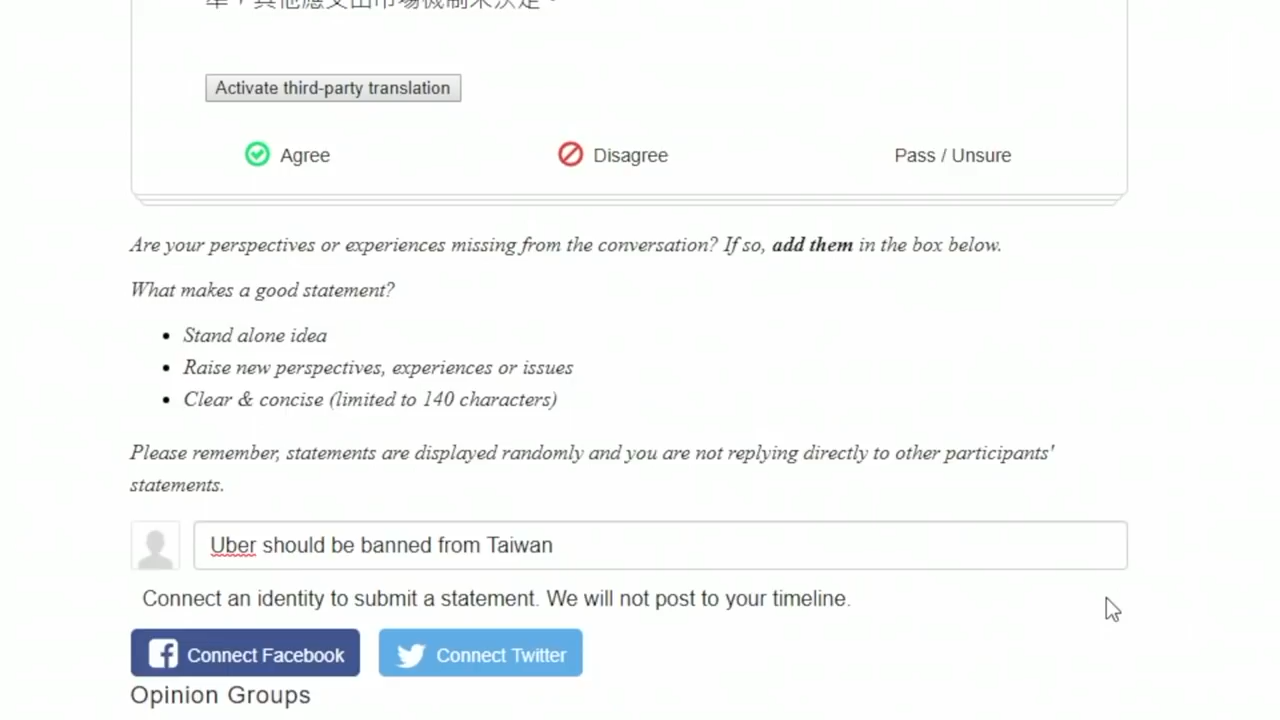 Activate third-party translation
Agree
Disagree
Pass / Unsure
Are your perspectives or experiences missing from the conversation? If so, add them in the box below.
What makes a good statement?
Stand alone idea
Raise new perspectives, experiences or issues
Clear & concise (limited to 140 characters)
Please remember, statements are displayed randomly and you are not replying directly to other participants'
statements.
Uber should be banned from Taiwan
Connect an identity to submit a statement. We will not post to your timeline.
Connect Facebook
Connect Twitter
Opinion Groups